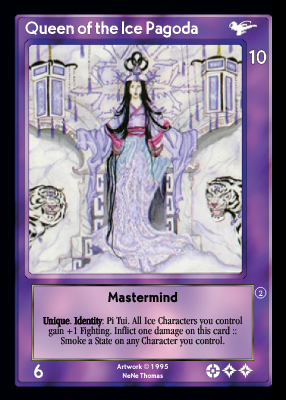 Queen of the Ice Pagoda
10
Mastermind
2
Unique. Identity: Pi Tui. All Ice Characters you control
gain +1 Fighting. Inflict one damage on this card ::
Smoke a State on any Character you control.
6
Artwork © 1995
NeNe Thomas